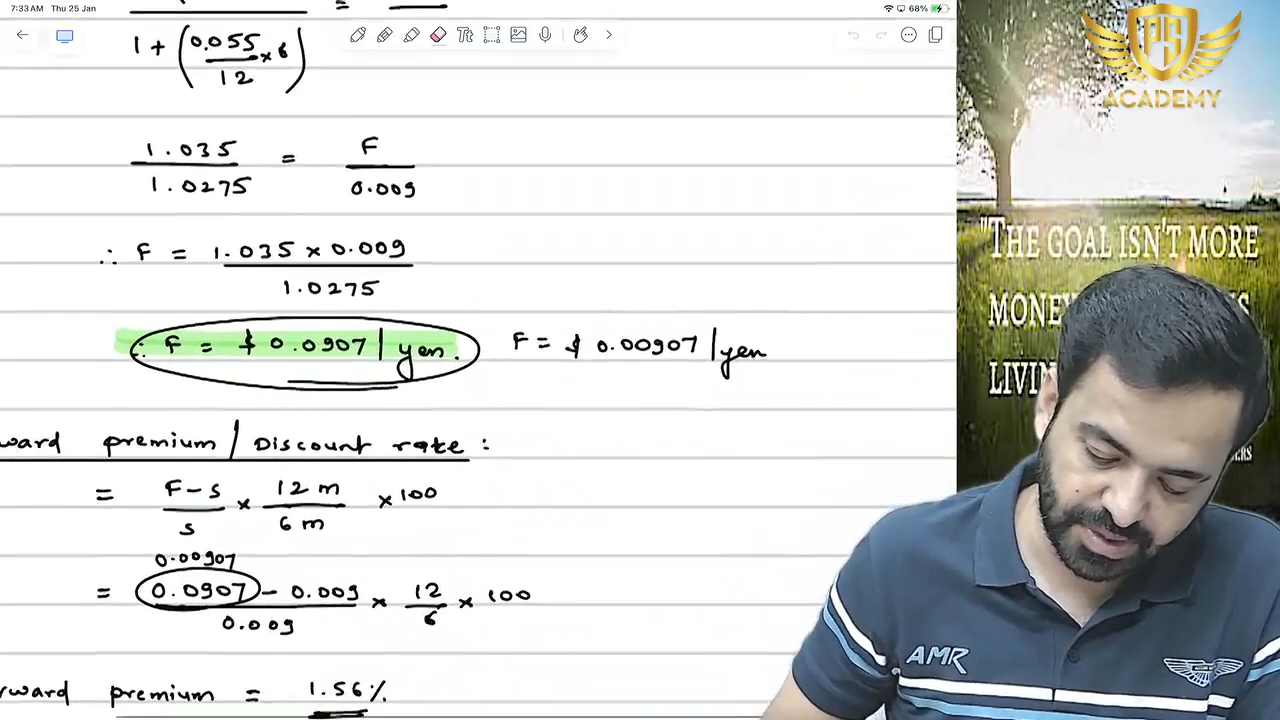 7:33 AM Thu 25 Jan
68%
Tt
=
1 + (0.055/12 × 6)
1.035/1.0275 = F/0.009
∴ F = 1.035 × 0.009/1.0275
∴ F = $ 0.0907 | yen. F = $ 0.00907 | yen
ward premium / Discount rate :
= F - S/S × 12 m/6 m × 100
0.00907
= 0.0907 - 0.009/0.009 × 12/6 × 100
rward premium = 1.56%
PS
ACADEMY
"THE GOAL ISN'T MORE
MONEY
LIVIN
AMR